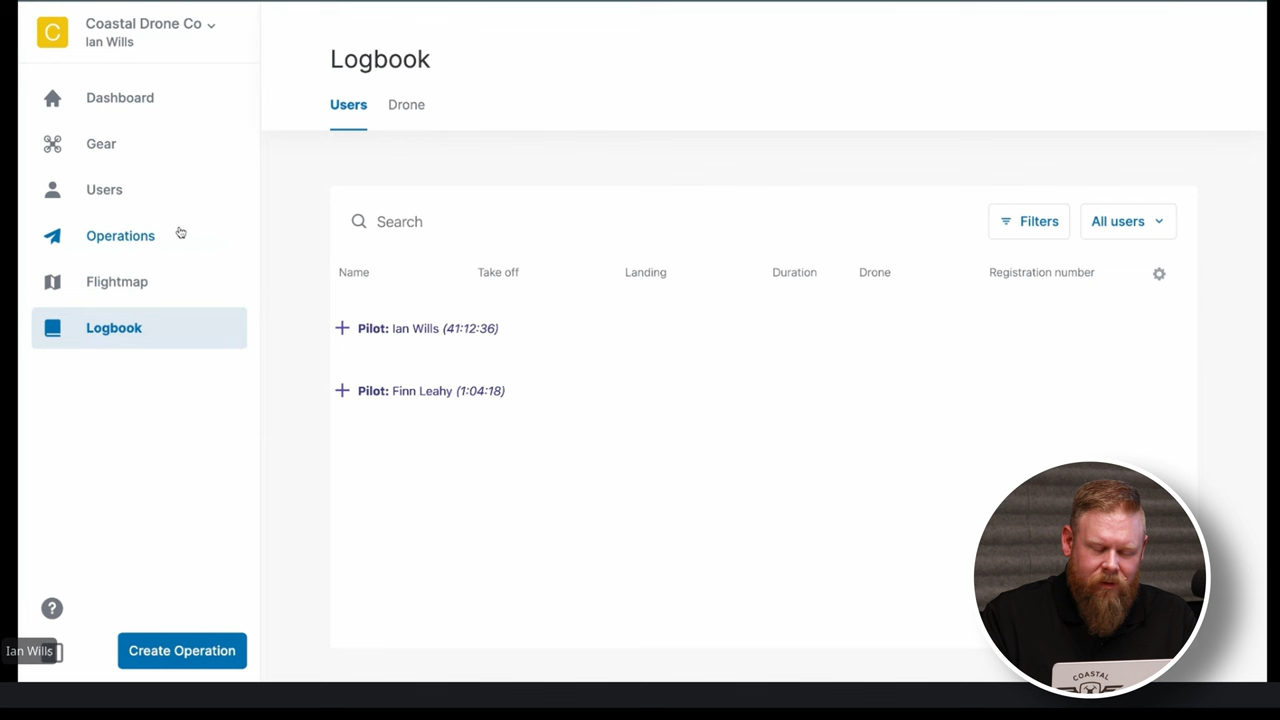 C
Coastal Drone Co
Ian Wills
Dashboard
Gear
Users
Operations
Flightmap
Logbook
?
Ian Wills
Create Operation
Logbook
Users
Drone
Search
Filters
All users
Name
Take off
Landing
Duration
Drone
Registration number
Pilot: Ian Wills (41:12:36)
Pilot: Finn Leahy (1:04:18)
COASTAL